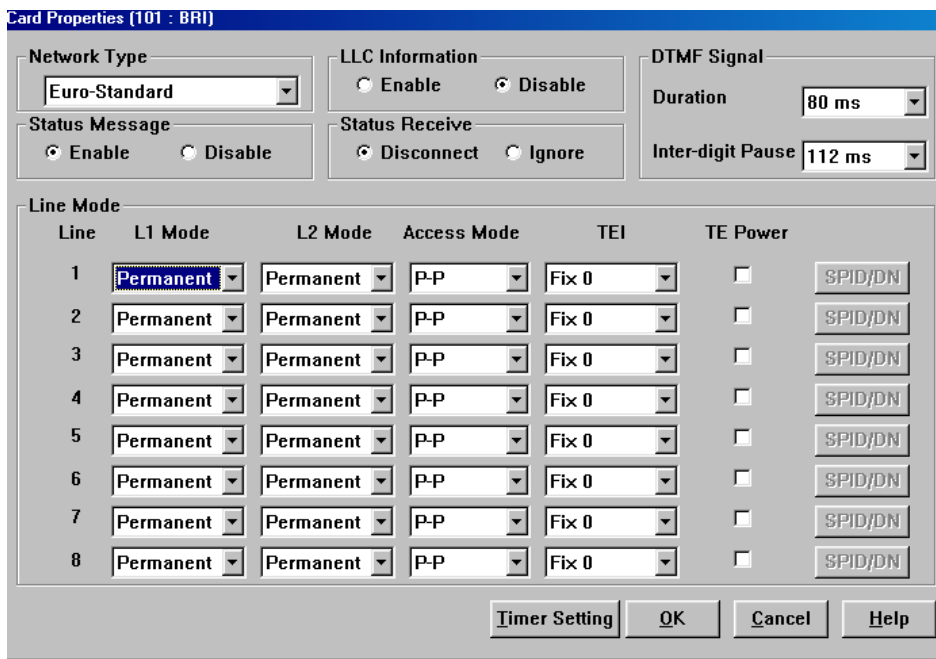 Card Properties (101 : BRI)
Network Type
Euro-Standard
LLC Information
Enable Disable
DTMF Signal
Duration 80 ms
Inter-digit Pause 112 ms
Status Message
Enable Disable
Status Receive
Disconnect Ignore
Line Mode
Line L1 Mode L2 Mode Access Mode TEI TE Power
1 Permanent Permanent P-P Fix 0 SPID/DN
2 Permanent Permanent P-P Fix 0 SPID/DN
3 Permanent Permanent P-P Fix 0 SPID/DN
4 Permanent Permanent P-P Fix 0 SPID/DN
5 Permanent Permanent P-P Fix 0 SPID/DN
6 Permanent Permanent P-P Fix 0 SPID/DN
7 Permanent Permanent P-P Fix 0 SPID/DN
8 Permanent Permanent P-P Fix 0 SPID/DN
Timer Setting OK Cancel Help